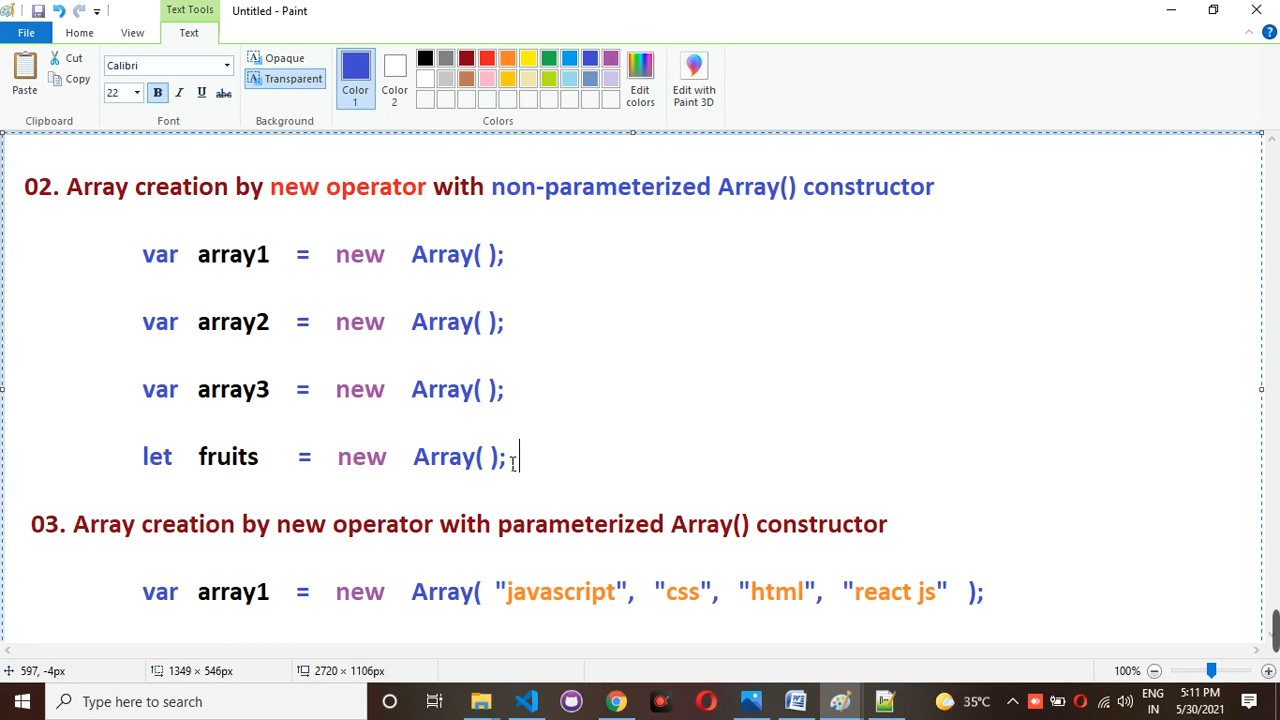 Text Tools
Untitled - Paint
File
Home
View
Text
Paste
Cut
Copy
Clipboard
Calibri
22
B
I
U
abc
Font
Opaque
Transparent
Background
Color 1
Color 2
Edit colors
Colors
Edit with Paint 3D
02. Array creation by new operator with non-parameterized Array() constructor
var array1 = new Array( );
var array2 = new Array( );
var array3 = new Array( );
let fruits = new Array( );
03. Array creation by new operator with parameterized Array() constructor
var array1 = new Array( "javascript", "css", "html", "react js" );
597, -4px
1349 × 546px
2720 × 1106px
100%
Type here to search
35°C
ENG
IN
5:11 PM
5/30/2021